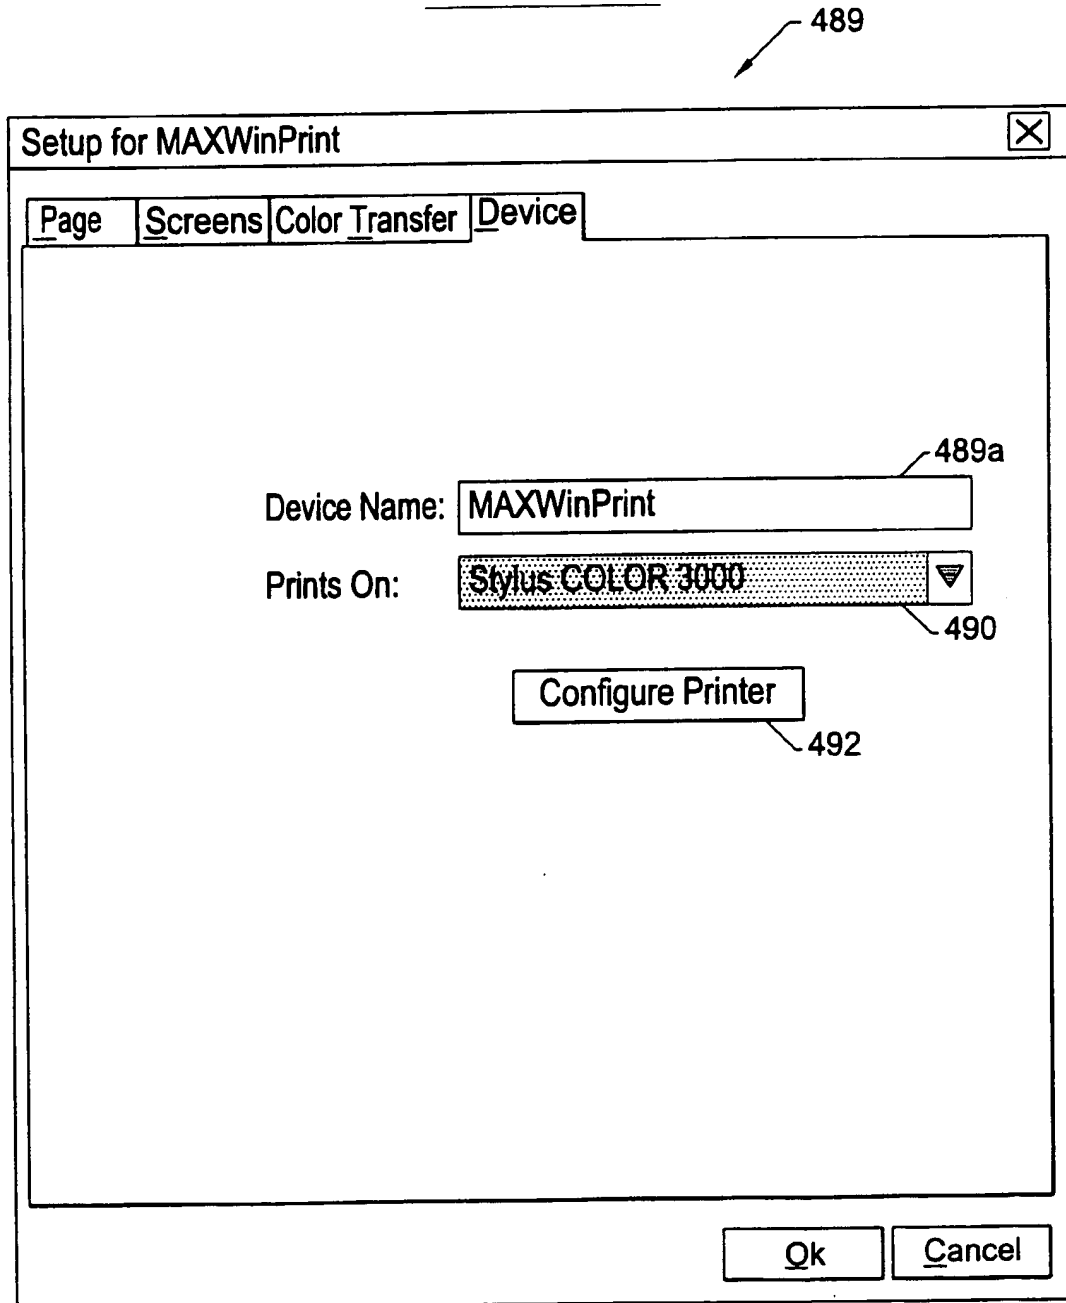 489
Setup for MAXWinPrint
Page Screens Color Transfer Device
489a
Device Name: MAXWinPrint
Prints On: Stylus COLOR 3000
490
Configure Printer
492
Ok Cancel